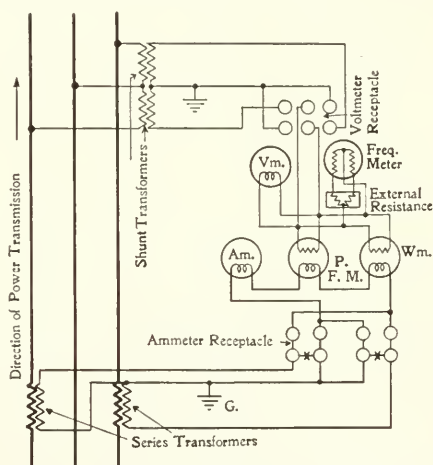 Direction of Power Transmission
Shunt Transformers
Voltmeter
Receptacle
Vm.
Freq.
Meter
External
Resistance
Am.
P.
F. M.
Wm.
Ammeter Receptacle
G.
Series Transformers